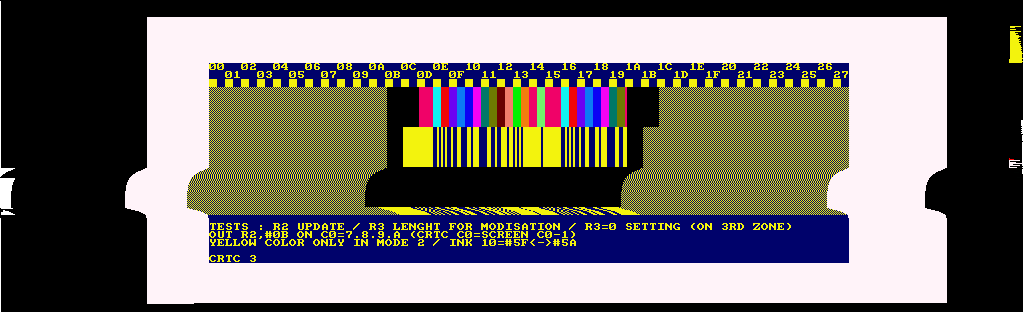 00 02 04 06 08 0A 0C 0E 10 12 14 16 18 1A 1C 1E 20 22 24 26
01 03 05 07 09 0B 0D 0F 11 13 15 17 19 1B 1D 1F 21 23 25 27
TESTS : R2 UPDATE / R3 LENGHT FOR MODISATION / R3=0 SETTING (ON 3RD ZONE)
OUT R2,#0B ON C0=7.8.9.A (CRTC C0=SCREEN C0-1)
YELLOW COLOR ONLY IN MODE 2 / INK 10=#5F<->#5A
CRTC 3